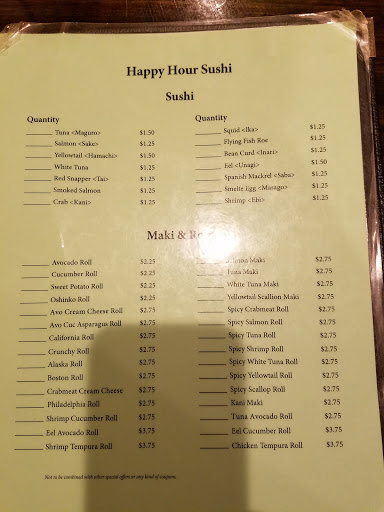 Happy Hour Sushi
Sushi
Quantity
Tuna <Maguro> $1.50
Salmon <Sake> $1.25
Yellowtail <Hamachi> $1.50
White Tuna $1.25
Red Snapper <Tai> $1.25
Smoked Salmon $1.25
Crab <Kani> $1.25
Quantity
Squid <Ika> $1.25
Flying Fish Roe $1.25
Bean Curd <Inari> $1.25
Eel <Unagi> $1.50
Spanish Mackrel <Saba> $1.25
Smelte Egg <Masago> $1.25
Shrimp <Ebi> $1.25
Maki &
Avocado Roll $2.25
Cucumber Roll $2.25
Sweet Potato Roll $2.25
Oshinko Roll $2.25
Avo Cream Cheese Roll $2.75
Avo Cuc Asparagus Roll $2.75
California Roll $2.75
Crunchy Roll $2.75
Alaska Roll $2.75
Boston Roll $2.75
Crabmeat Cream Cheese $2.75
Philadelphia Roll $2.75
Shrimp Cucumber Roll $2.75
Eel Avocado Roll $3.75
Shrimp Tempura Roll $3.75
Salmon Maki $2.75
Tuna Maki $2.75
White Tuna Maki $2.75
Yellowtail Scallion Maki $2.75
Spicy Crabmeat Roll $2.75
Spicy Salmon Roll $2.75
Spicy Tuna Roll $2.75
Spicy Shrimp Roll $2.75
Spicy White Tuna Roll $2.75
Spicy Yellowtail Roll $2.75
Spicy Scallop Roll $2.75
Kani Maki $2.75
Tuna Avocado Roll $2.75
Eel Cucumber Roll $3.75
Chicken Tempura Roll $3.75
Not to be combined with other special offers or any kind of coupons.